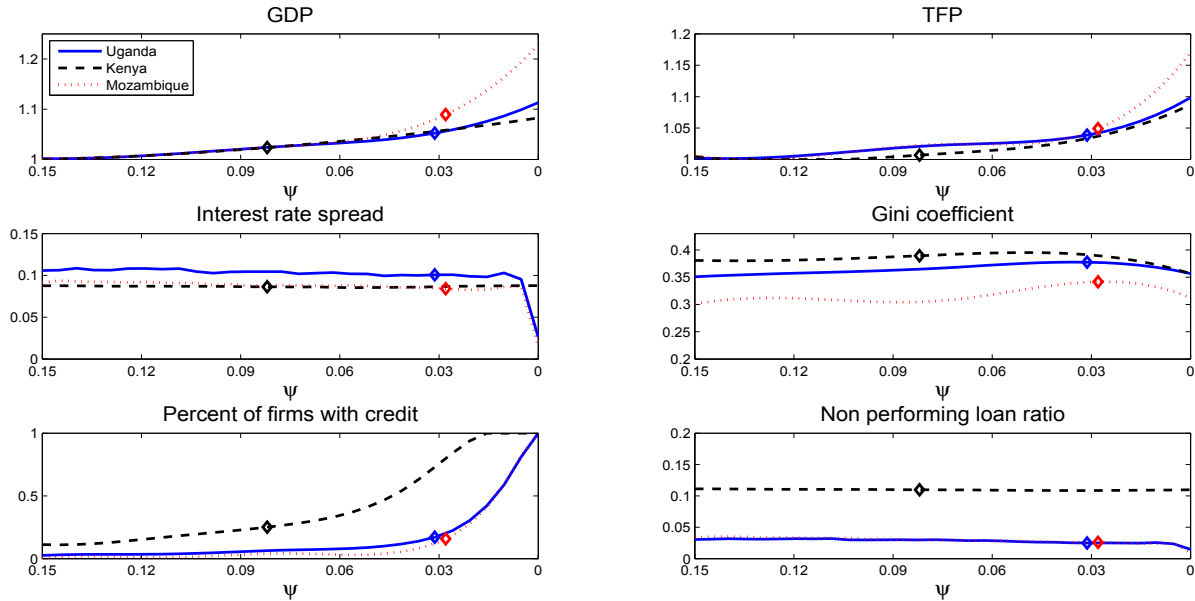 GDP
1.2
1.1
1
Uganda
Kenya
Mozambique
0.15 0.12 0.09 0.06 0.03 0
ψ
TFP
1.2
1.15
1.1
1.05
1
0.15 0.12 0.09 0.06 0.03 0
ψ
Interest rate spread
0.15
0.1
0.05
0
0.15 0.12 0.09 0.06 0.03 0
ψ
Gini coefficient
0.4
0.35
0.3
0.25
0.2
0.15 0.12 0.09 0.06 0.03 0
ψ
Percent of firms with credit
1
0.5
0
0.15 0.12 0.09 0.06 0.03 0
ψ
Non performing loan ratio
0.2
0.15
0.1
0.05
0
0.15 0.12 0.09 0.06 0.03 0
ψ